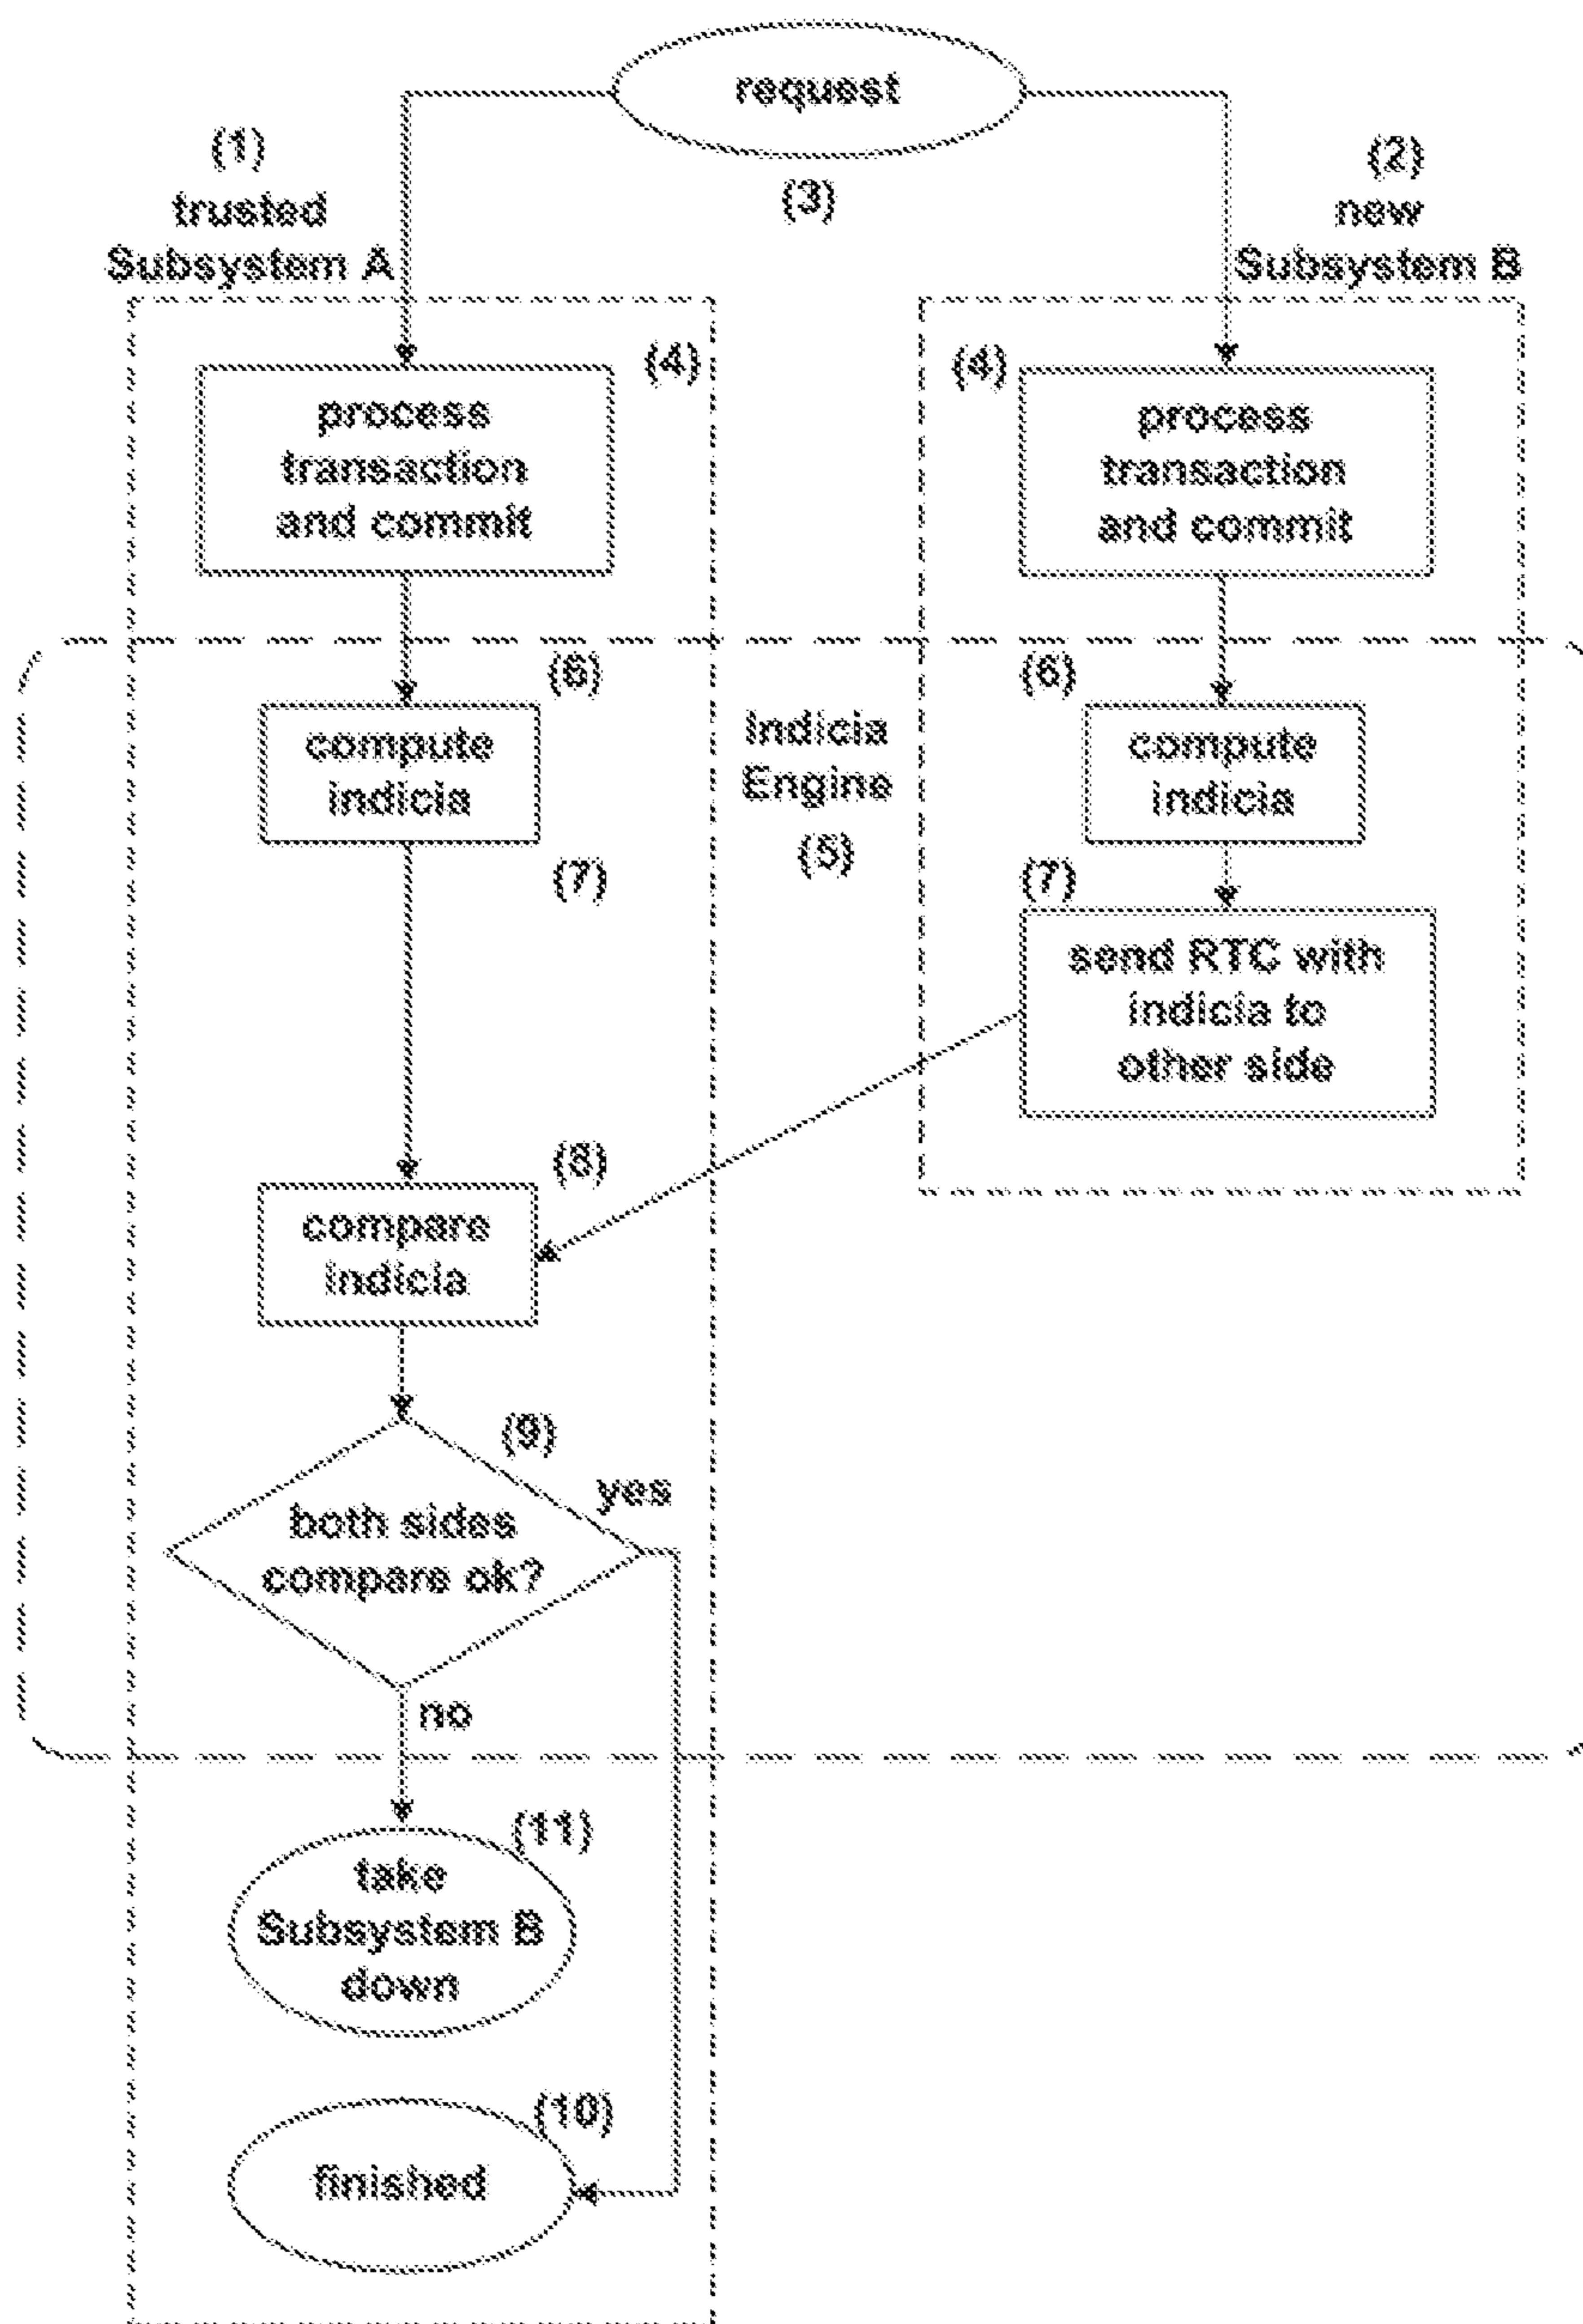 request
(3)
(1)
trusted
Subsystem A
(2)
new
Subsystem B
(4)
process
transaction
and commit
(4)
process
transaction
and commit
(6)
compute
indicia
(7)
Indicia
Engine
(5)
(6)
compute
indicia
(7)
send RTC with
indicia to
other side
(8)
compare
indicia
(9)
yes
both sides
compare ok?
no
(11)
take
Subsystem B
down
(10)
finished